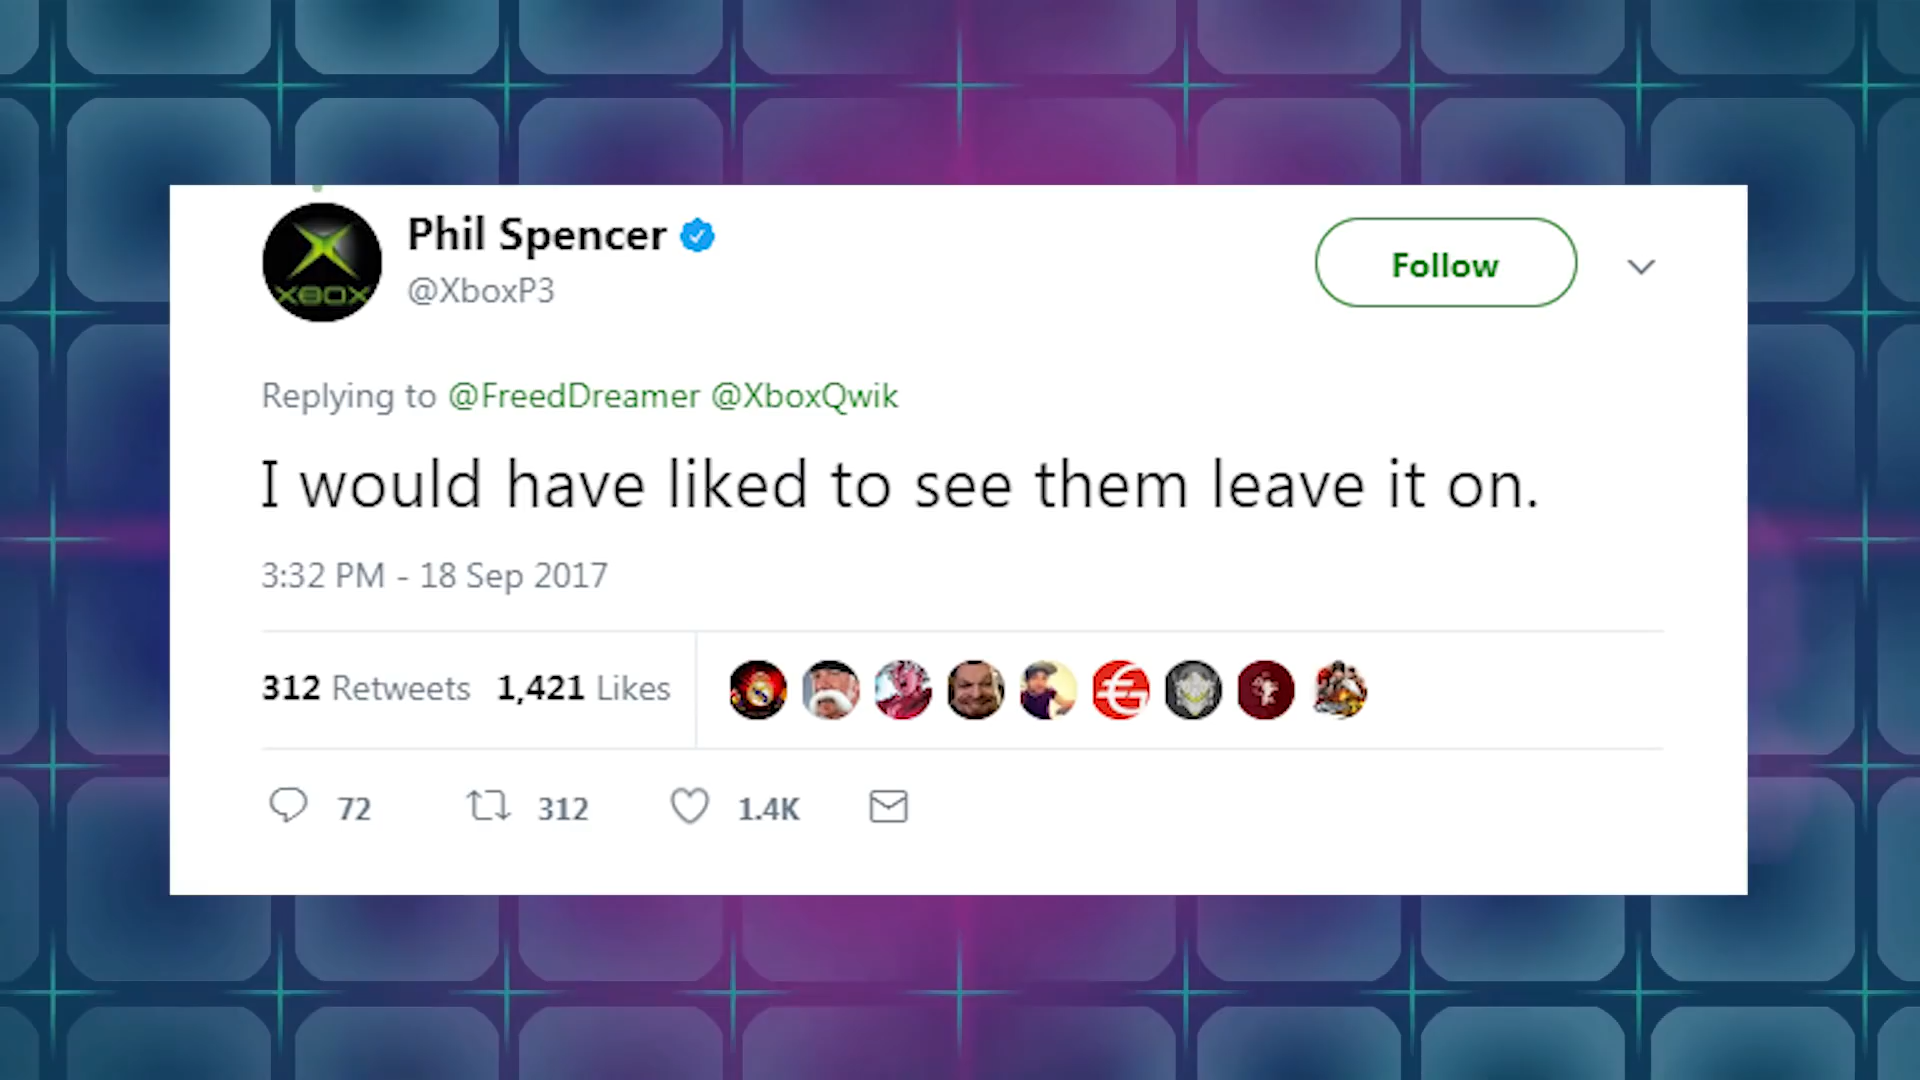 Phil Spencer
@XboxP3
Follow
XBOX
Replying to @FreedDreamer @XboxQwik
I would have liked to see them leave it on.
3:32 PM - 18 Sep 2017
312 Retweets 1,421 Likes
72 312 1.4K